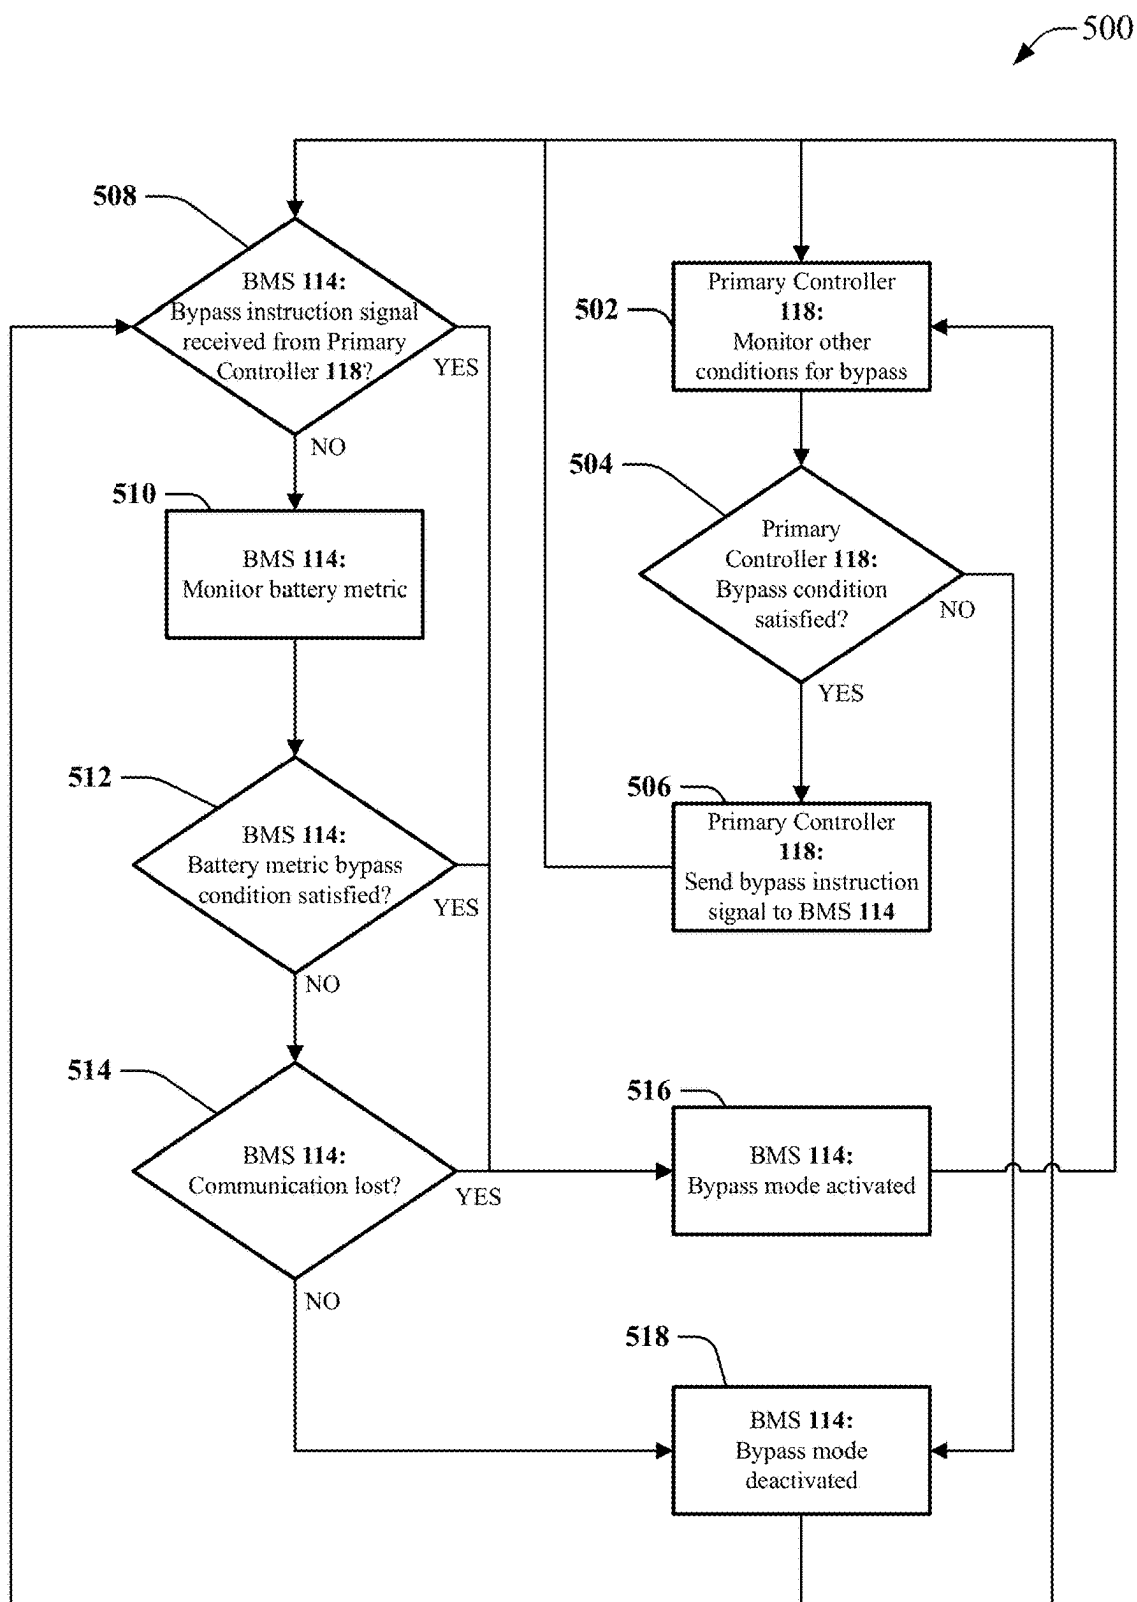 500
508
BMS 114:
Bypass instruction signal
received from Primary
Controller 118?
YES
NO
502
Primary Controller
118:
Monitor other
conditions for bypass
504
Primary
Controller 118:
Bypass condition
satisfied?
NO
YES
510
BMS 114:
Monitor battery metric
512
BMS 114:
Battery metric bypass
condition satisfied?
YES
NO
506
Primary Controller
118:
Send bypass instruction
signal to BMS 114
514
BMS 114:
Communication lost?
YES
NO
516
BMS 114:
Bypass mode activated
518
BMS 114:
Bypass mode
deactivated